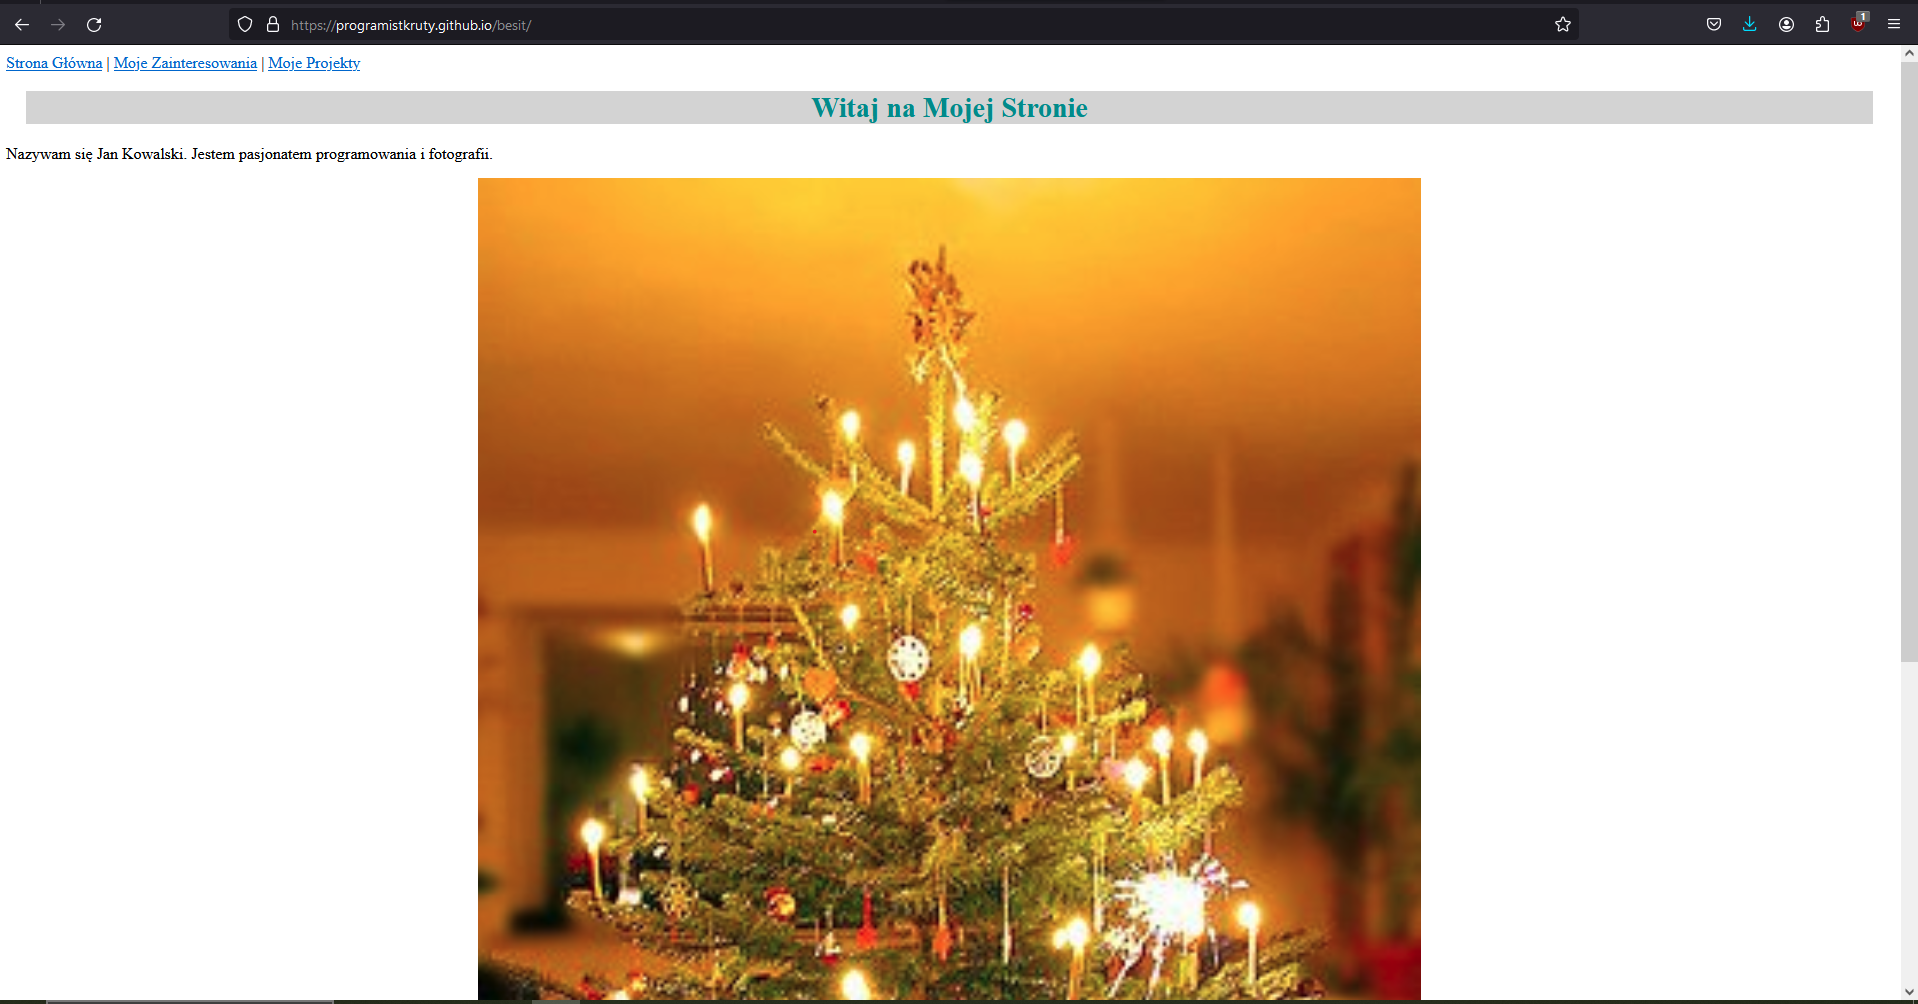 https://programistkruty.github.io/besit/
1
Strona Główna | Moje Zainteresowania | Moje Projekty
Witaj na Mojej Stronie
Nazywam się Jan Kowalski. Jestem pasjonatem programowania i fotografii.